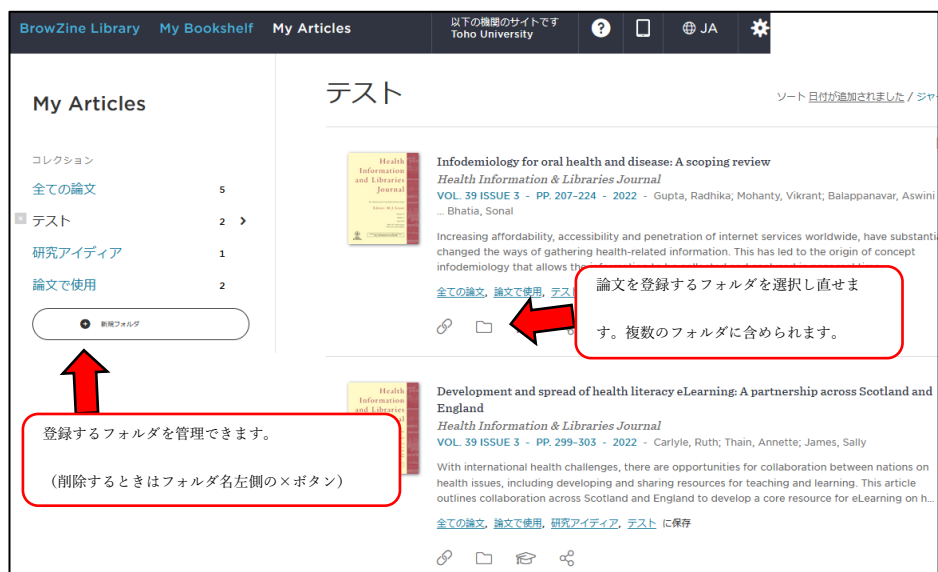 BrowZine Library My Bookshelf My Articles
以下の機関のサイトです
Toho University
JA
My Articles
コレクション
全ての論文 5
テスト 2
研究アイディア 1
論文で使用 2
新規フォルダ
登録するフォルダを管理できます。
（削除するときはフォルダ名左側の×ボタン）
テスト
ソート 日付が追加されました / ジャー
Health
Information
and Libraries
Journal
Infodemiology for oral health and disease: A scoping review
Health Information & Libraries Journal
VOL. 39 ISSUE 3 - PP. 207–224 - 2022 - Gupta, Radhika; Mohanty, Vikrant; Balappanavar, Aswini
... Bhatia, Sonal
Increasing affordability, accessibility and penetration of internet services worldwide, have substanti
changed the ways of gathering health-related information. This has led to the origin of concept
infodemiology that allows the
全ての論文, 論文で使用, テス
論文を登録するフォルダを選択し直せま
す。複数のフォルダに含められます。
Health
Information
and Libraries
Development and spread of health literacy eLearning: A partnership across Scotland and
England
Health Information & Libraries Journal
VOL. 39 ISSUE 3 - PP. 299–303 - 2022 - Carlyle, Ruth; Thain, Annette; James, Sally
With international health challenges, there are opportunities for collaboration between nations on
health issues, including developing and sharing resources for teaching and learning. This article
outlines collaboration across Scotland and England to develop a core resource for eLearning on h...
全ての論文, 論文で使用, 研究アイディア, テスト に保存